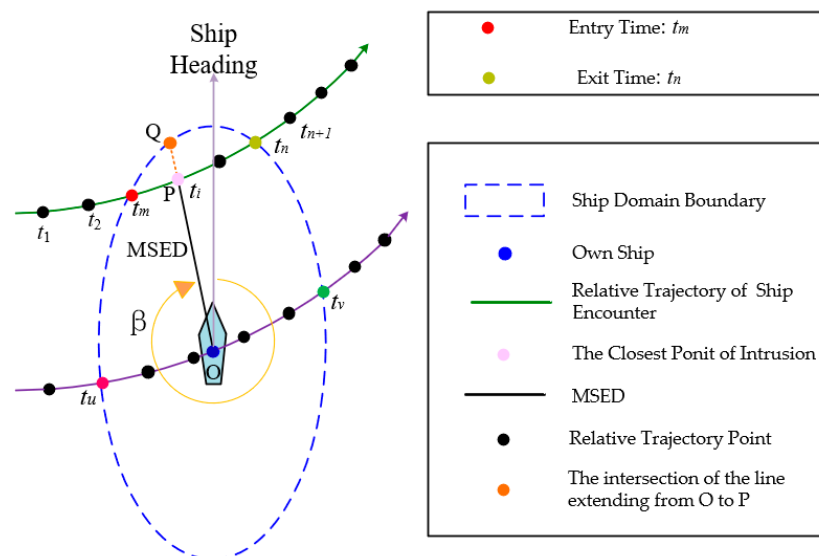 Ship
Heading
Q
P
t_i
t_n
t_{n+1}
t_1
t_2
t_m
MSED
β
O
t_u
t_v
Entry Time: t_m
Exit Time: t_n
Ship Domain Boundary
Own Ship
Relative Trajectory of Ship
Encounter
The Closest Ponit of Intrusion
MSED
Relative Trajectory Point
The intersection of the line
extending from O to P